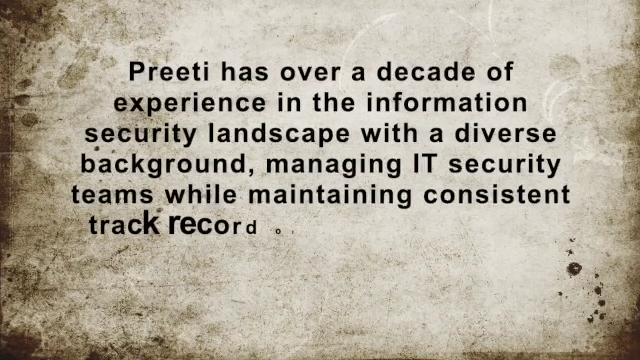 Preeti has over a decade of
experience in the information
security landscape with a diverse
background, managing IT security
teams while maintaining consistent
track record